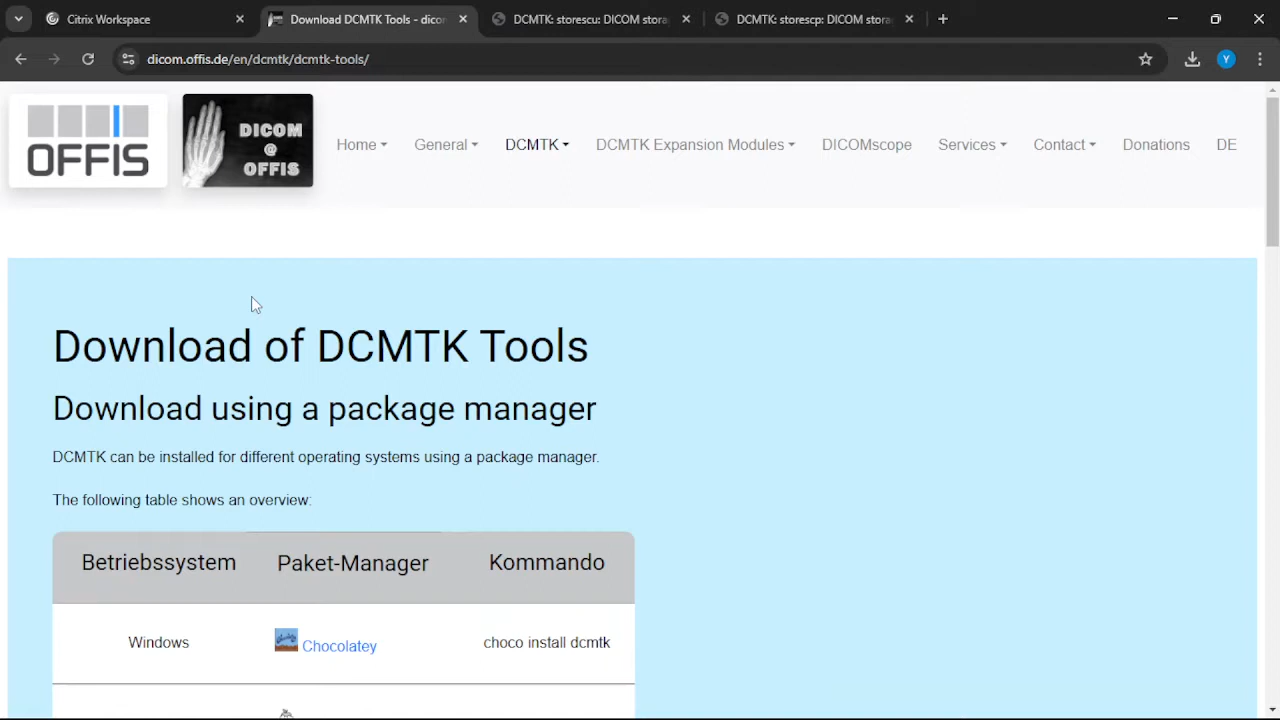 Citrix Workspace
Download DCMTK Tools - dico
DCMTK: storescu: DICOM stora
DCMTK: storescp: DICOM stora
dicom.offis.de/en/dcmtk/dcmtk-tools/
Y
OFFIS
DICOM
@
OFFIS
Home
General
DCMTK
DCMTK Expansion Modules
DICOMscope
Services
Contact
Donations
DE
Download of DCMTK Tools
Download using a package manager
DCMTK can be installed for different operating systems using a package manager.
The following table shows an overview:
Betriebssystem
Paket-Manager
Kommando
Windows
Chocolatey
choco install dcmtk